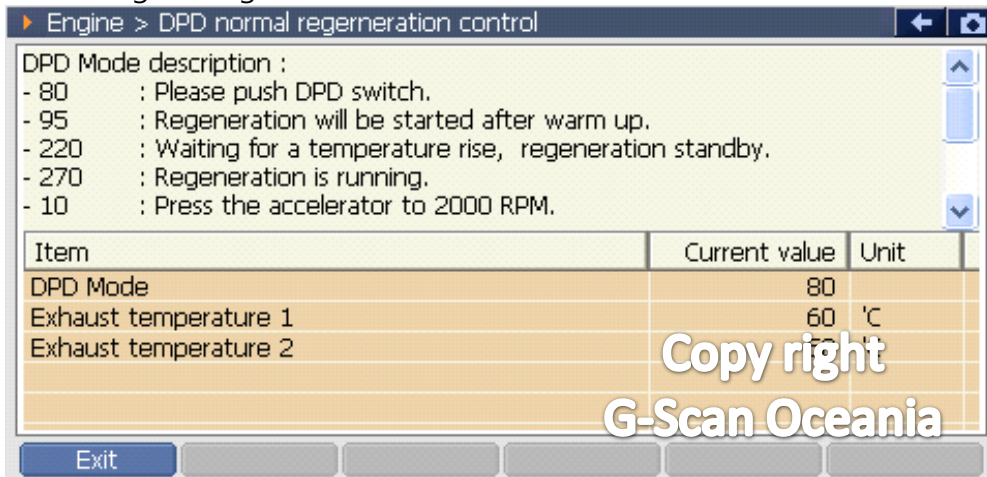 Engine > DPD normal regerneration control
DPD Mode description :
- 80 : Please push DPD switch.
- 95 : Regeneration will be started after warm up.
- 220 : Waiting for a temperature rise, regeneration standby.
- 270 : Regeneration is running.
- 10 : Press the accelerator to 2000 RPM.
Item Current value Unit
DPD Mode 80
Exhaust temperature 1 60 'C
Exhaust temperature 2
Copy right
G-Scan Oceania
Exit